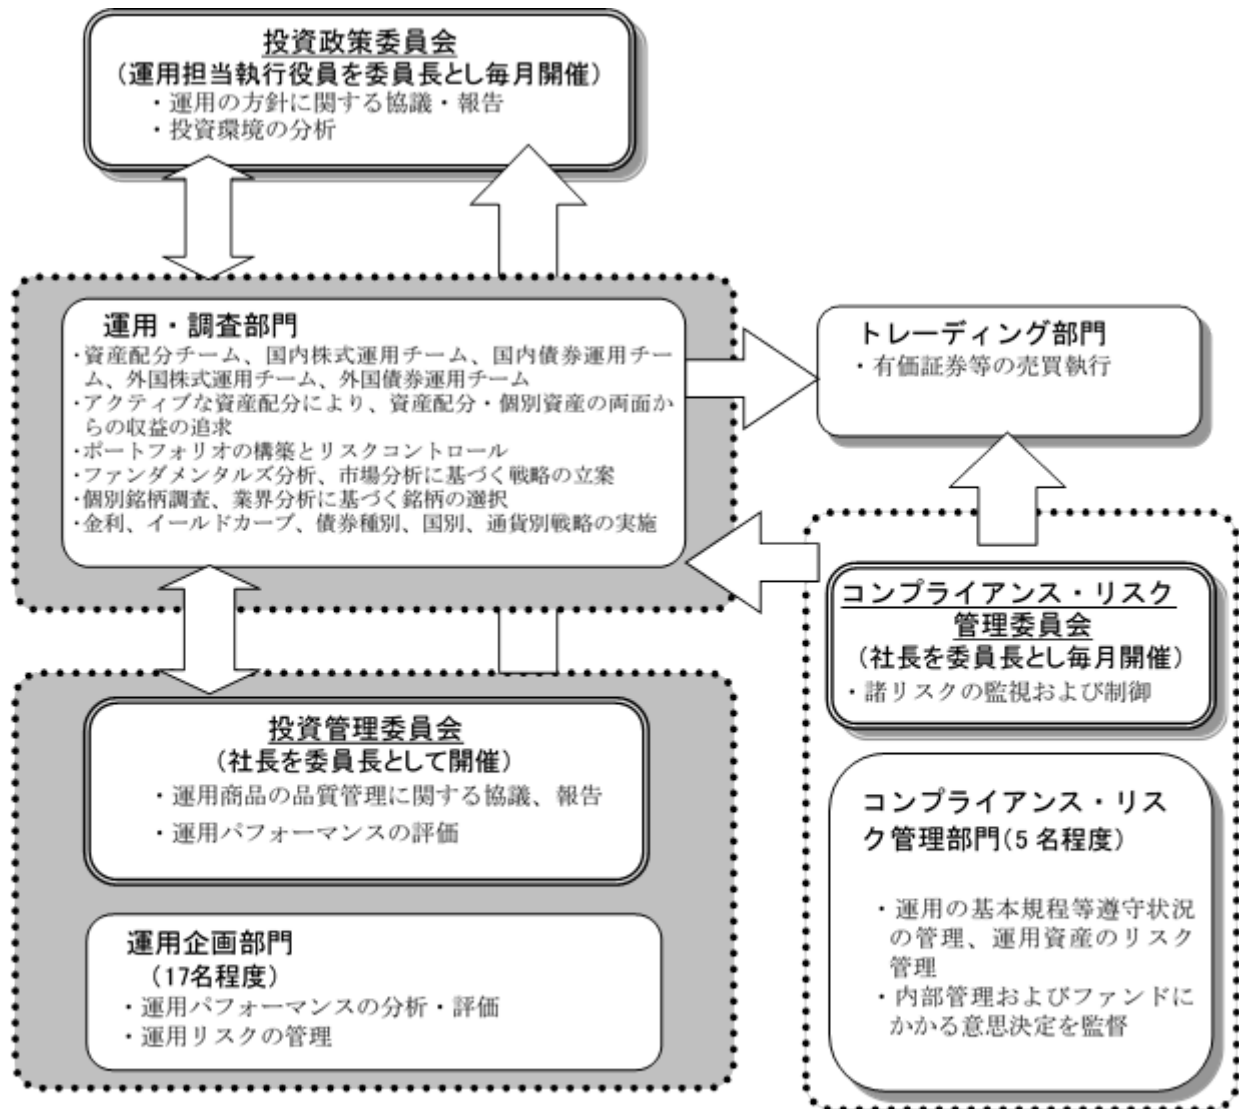 投資政策委員会
（運用担当執行役員を委員長とし毎月開催）
・運用の方針に関する協議・報告
・投資環境の分析
運用・調査部門
・資産配分チーム、国内株式運用チーム、国内債券運用チー
ム、外国株式運用チーム、外国債券運用チーム
・アクティブな資産配分により、資産配分・個別資産の両面か
らの収益の追求
・ポートフォリオの構築とリスクコントロール
・ファンダメンタルズ分析、市場分析に基づく戦略の立案
・個別銘柄調査、業界分析に基づく銘柄の選択
・金利、イールドカーブ、債券種別、国別、通貨別戦略の実施
トレーディング部門
・有価証券等の売買執行
コンプライアンス・リスク
管理委員会
（社長を委員長とし毎月開催）
・諸リスクの監視および制御
投資管理委員会
（社長を委員長として開催）
・運用商品の品質管理に関する協議、報告
・運用パフォーマンスの評価
運用企画部門
（17名程度）
・運用パフォーマンスの分析・評価
・運用リスクの管理
コンプライアンス・リス
ク管理部門（5 名程度）
・運用の基本規程等遵守状況
の管理、運用資産のリスク
管理
・内部管理およびファンドに
かかる意思決定を監督